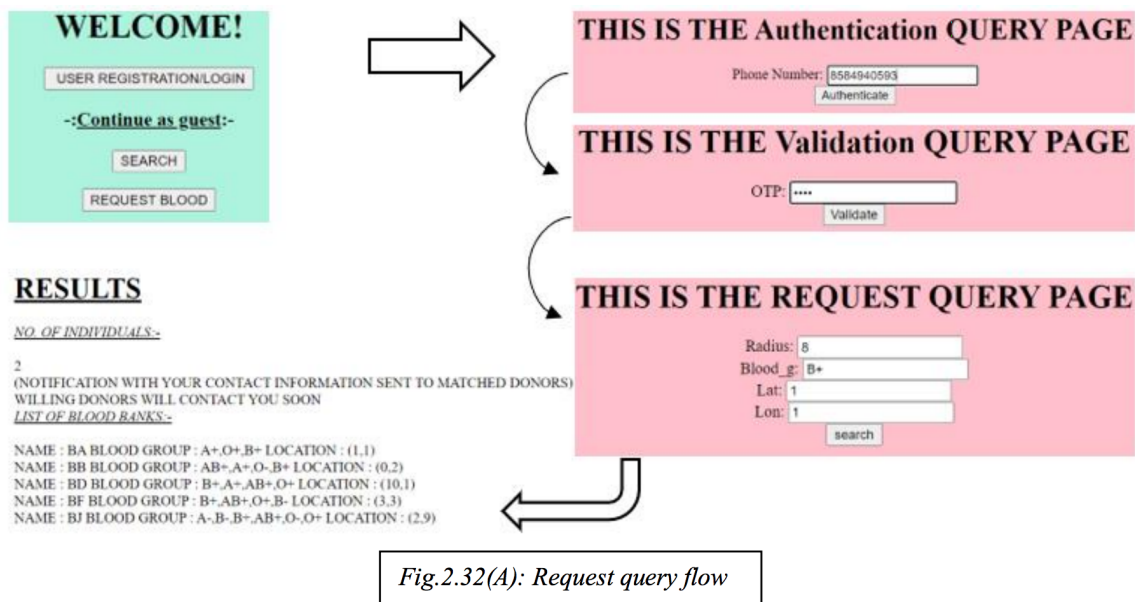 WELCOME!
USER REGISTRATION/LOGIN
-:Continue as guest:-
SEARCH
REQUEST BLOOD
THIS IS THE Authentication QUERY PAGE
Phone Number: 8584940593
Authenticate
THIS IS THE Validation QUERY PAGE
OTP: ••••
Validate
THIS IS THE REQUEST QUERY PAGE
Radius: 8
Blood_g: B+
Lat: 1
Lon: 1
search
RESULTS
NO. OF INDIVIDUALS:-
2
(NOTIFICATION WITH YOUR CONTACT INFORMATION SENT TO MATCHED DONORS)
WILLING DONORS WILL CONTACT YOU SOON
LIST OF BLOOD BANKS:-
NAME : BA BLOOD GROUP : A+,O+,B+ LOCATION : (1,1)
NAME : BB BLOOD GROUP : AB+,A+,O-,B+ LOCATION : (0,2)
NAME : BD BLOOD GROUP : B+,A+,AB+,O+ LOCATION : (10,1)
NAME : BF BLOOD GROUP : B+,AB+,O+,B- LOCATION : (3,3)
NAME : BJ BLOOD GROUP : A-,B-,B+,AB+,O-,O+ LOCATION : (2,9)
Fig.2.32(A): Request query flow